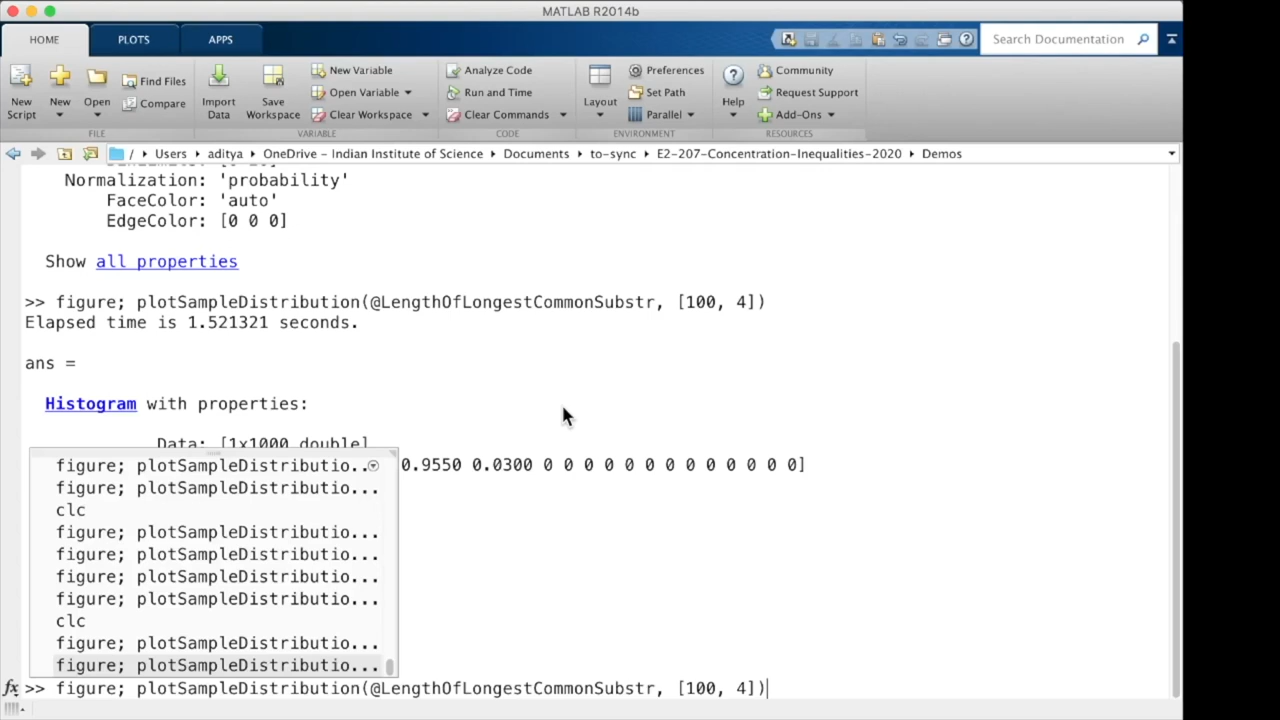 MATLAB R2014b
HOME PLOTS APPS
Search Documentation
New Script
New
Open
Find Files
Compare
Import Data
Save Workspace
New Variable
Open Variable
Clear Workspace
Analyze Code
Run and Time
Clear Commands
Layout
Preferences
Set Path
Parallel
Help
Community
Request Support
Add-Ons
FILE VARIABLE CODE ENVIRONMENT RESOURCES
/ Users aditya OneDrive – Indian Institute of Science Documents to-sync E2-207-Concentration-Inequalities-2020 Demos
Normalization: 'probability'
FaceColor: 'auto'
EdgeColor: [0 0 0]
Show all properties
>> figure; plotSampleDistribution(@LengthOfLongestCommonSubstr, [100, 4])
Elapsed time is 1.521321 seconds.
ans =
Histogram with properties:
Data: [1x1000 double]
0.9550 0.0300 0 0 0 0 0 0 0 0 0 0 0 0 0]
figure; plotSampleDistributio...
figure; plotSampleDistributio...
clc
figure; plotSampleDistributio...
figure; plotSampleDistributio...
figure; plotSampleDistributio...
figure; plotSampleDistributio...
clc
figure; plotSampleDistributio...
figure; plotSampleDistributio...
fx >> figure; plotSampleDistribution(@LengthOfLongestCommonSubstr, [100, 4])